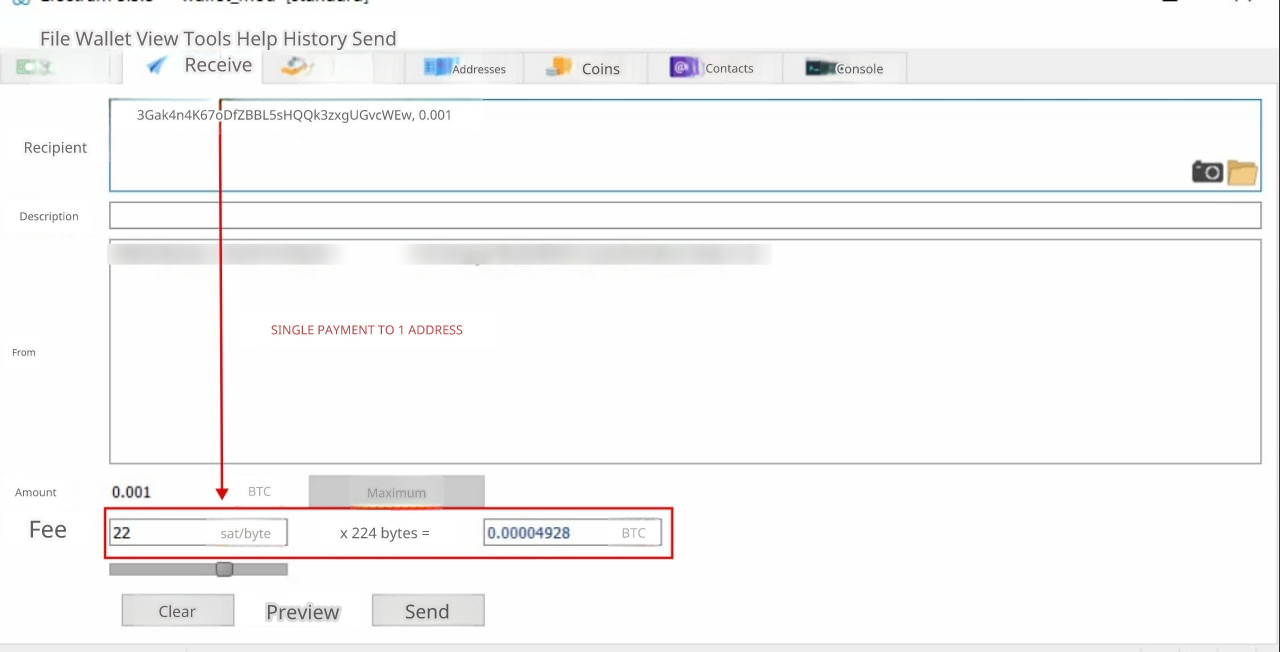 File Wallet View Tools Help History Send
Receive
Addresses
Coins
Contacts
Console
Recipient
3Gak4n4K67oDfZBBL5sHQQk3zxgUGvcWEw, 0.001
Description
From
SINGLE PAYMENT TO 1 ADDRESS
Amount 0.001 BTC Maximum
Fee 22 sat/byte x 224 bytes = 0.00004928 BTC
Clear Preview Send